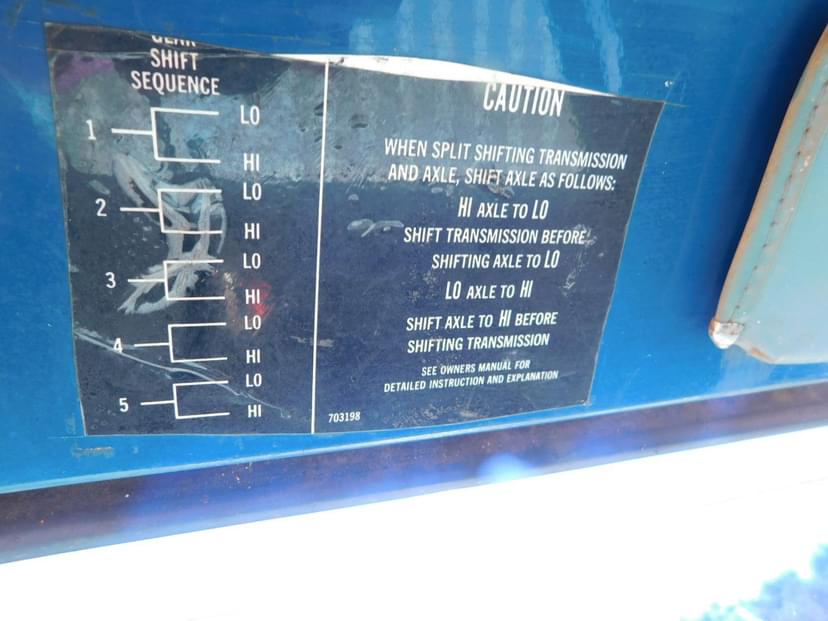 GEAR
SHIFT
SEQUENCE
1 LO
HI
2 LO
HI
3 LO
HI
4 LO
HI
5 LO
HI
CAUTION
WHEN SPLIT SHIFTING TRANSMISSION
AND AXLE, SHIFT AXLE AS FOLLOWS:
HI AXLE TO LO
SHIFT TRANSMISSION BEFORE
SHIFTING AXLE TO LO
LO AXLE TO HI
SHIFT AXLE TO HI BEFORE
SHIFTING TRANSMISSION
SEE OWNERS MANUAL FOR
DETAILED INSTRUCTION AND EXPLANATION
703198